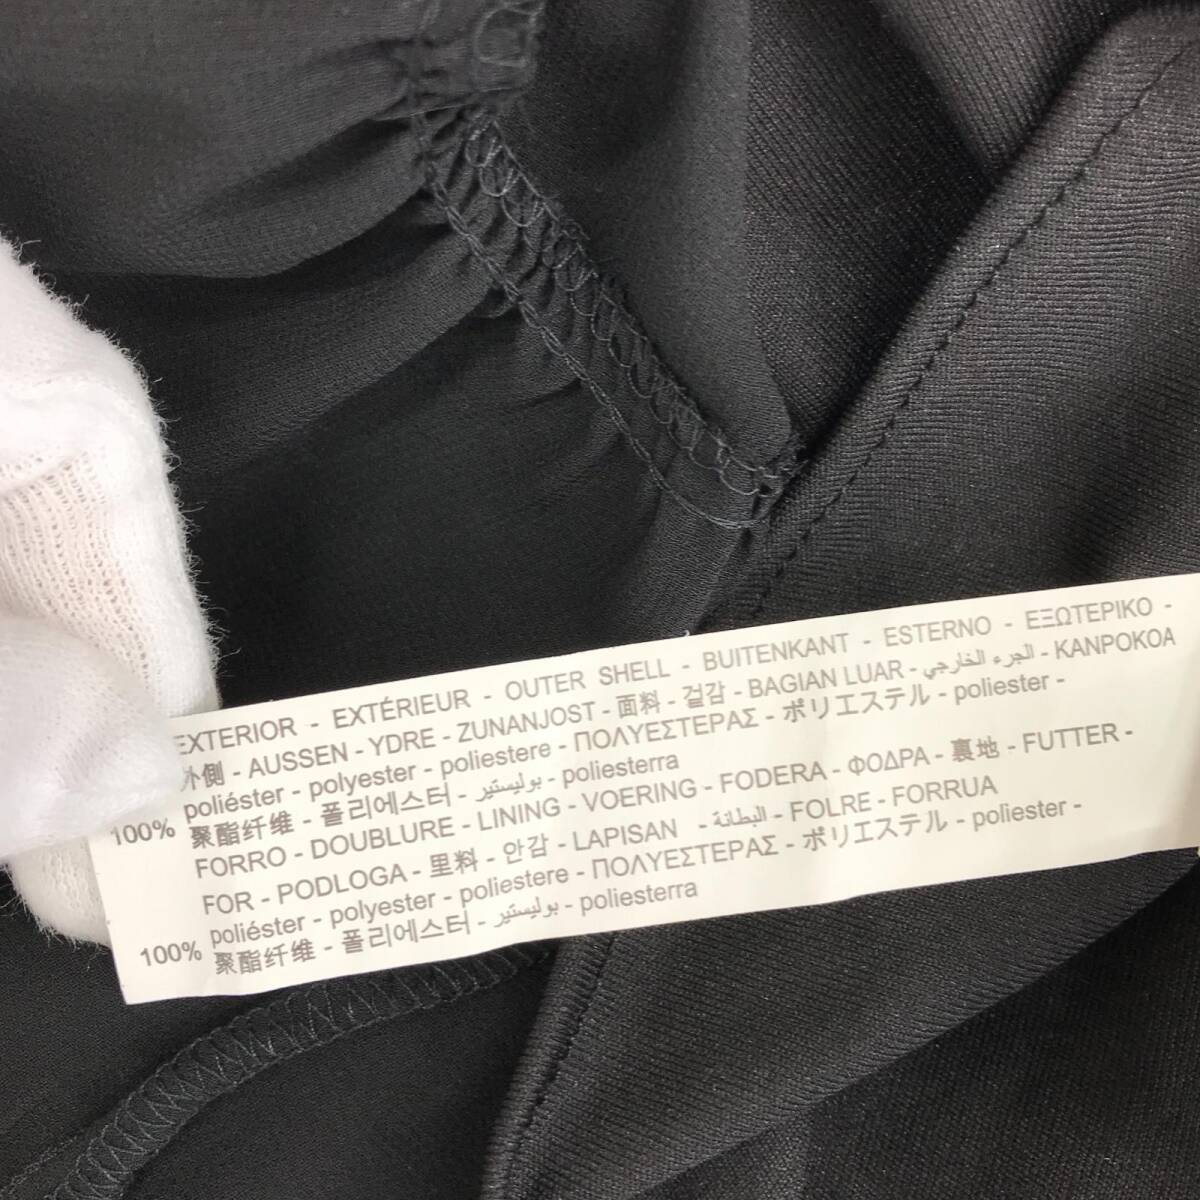 EXTERIOR - EXTÉRIEUR - OUTER SHELL - BUITENKANT - ESTERNO - ΕΞΩΤΕΡΙΚΟ -
外側 - AUSSEN - YDRE - ZUNANJOST - 面料 - 겉감 - BAGIAN LUAR - الجزء الخارجي - KANPOKOA
100% poliéster - polyester - poliestere - ΠΟΛΥΕΣΤΕΡΑΣ - ポリエステル - poliester -
聚酯纤维 - 폴리에스터 - بوليستير - poliesterra
FORRO - DOUBLURE - LINING - VOERING - FODERA - ΦΟΔΡΑ - 裏地 - FUTTER -
FOR - PODLOGA - 里料 - 안감 - LAPISAN - البطانة - FOLRE - FORRUA
100% poliéster - polyester - poliestere - ΠΟΛΥΕΣΤΕΡΑΣ - ポリエステル - poliester -
聚酯纤维 - 폴리에스터 - بوليستير - poliesterra